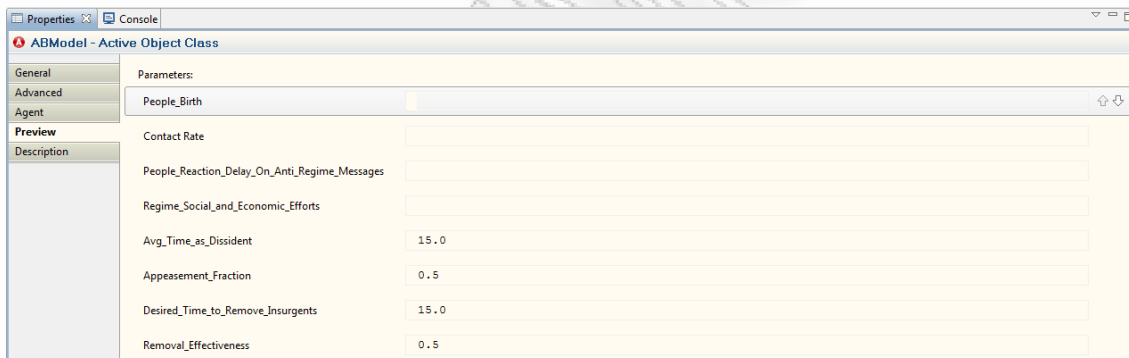 Properties Console
ABModel - Active Object Class
General
Advanced
Agent
Preview
Description
Parameters:
People_Birth
Contact Rate
People_Reaction_Delay_On_Anti_Regime_Messages
Regime_Social_and_Economic_Efforts
Avg_Time_as_Dissident 15.0
Appeasement_Fraction 0.5
Desired_Time_to_Remove_Insurgents 15.0
Removal_Effectiveness 0.5